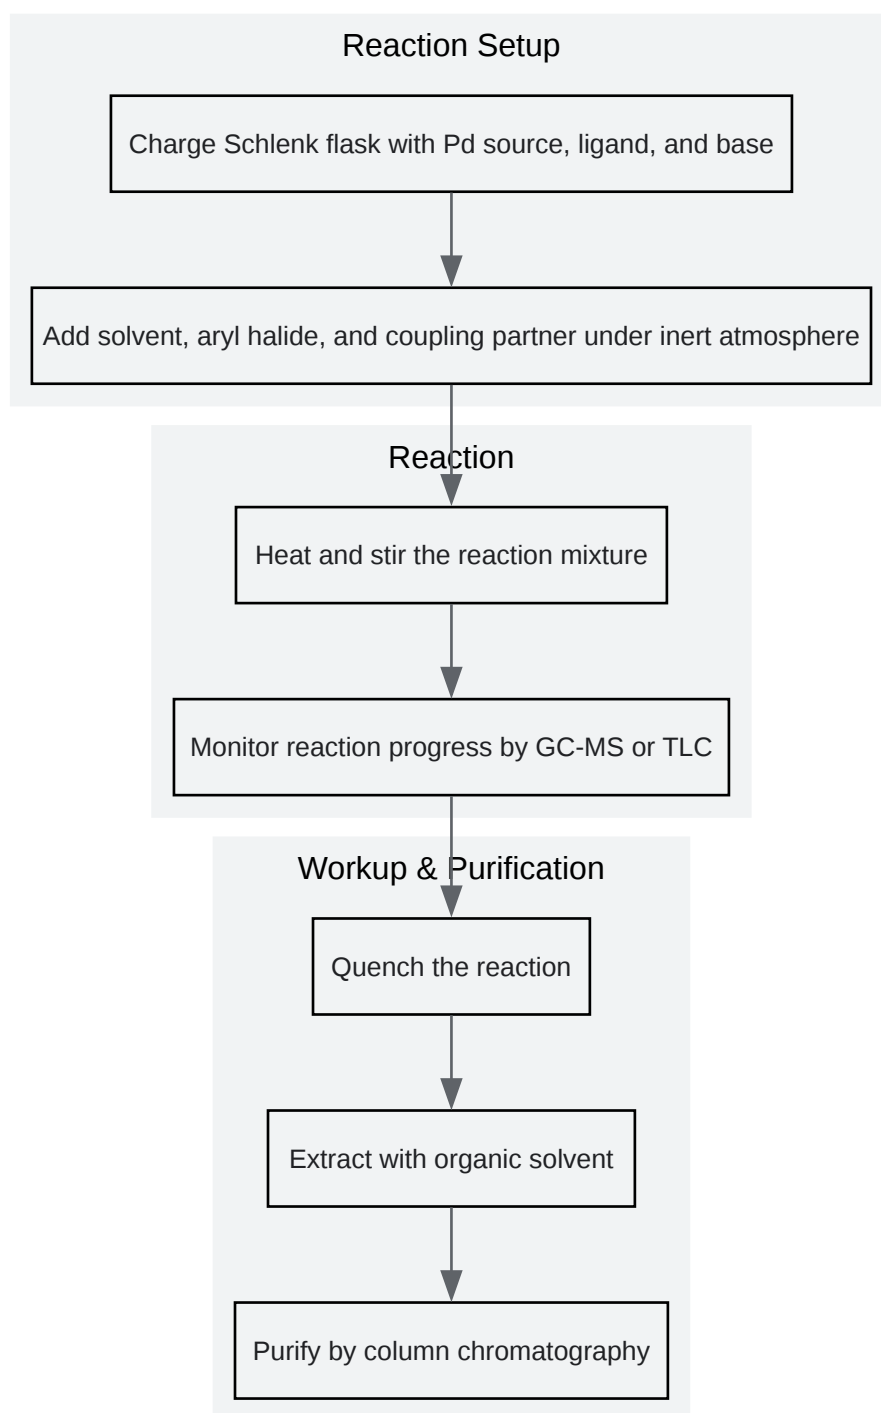 Reaction Setup
Charge Schlenk flask with Pd source, ligand, and base
Add solvent, aryl halide, and coupling partner under inert atmosphere
Reaction
Heat and stir the reaction mixture
Monitor reaction progress by GC-MS or TLC
Workup & Purification
Quench the reaction
Extract with organic solvent
Purify by column chromatography